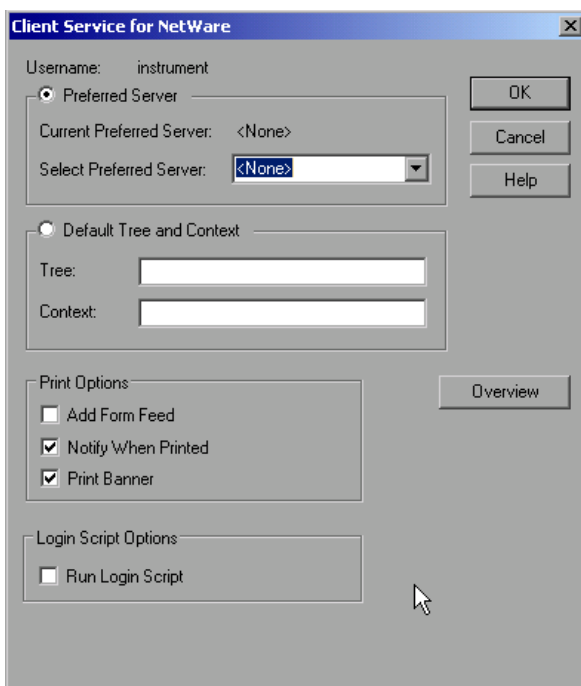 Client Service for NetWare
Username: instrument
Preferred Server
Current Preferred Server: <None>
Select Preferred Server: <None>
OK
Cancel
Help
Default Tree and Context
Tree:
Context:
Print Options
Add Form Feed
Notify When Printed
Print Banner
Overview
Login Script Options
Run Login Script